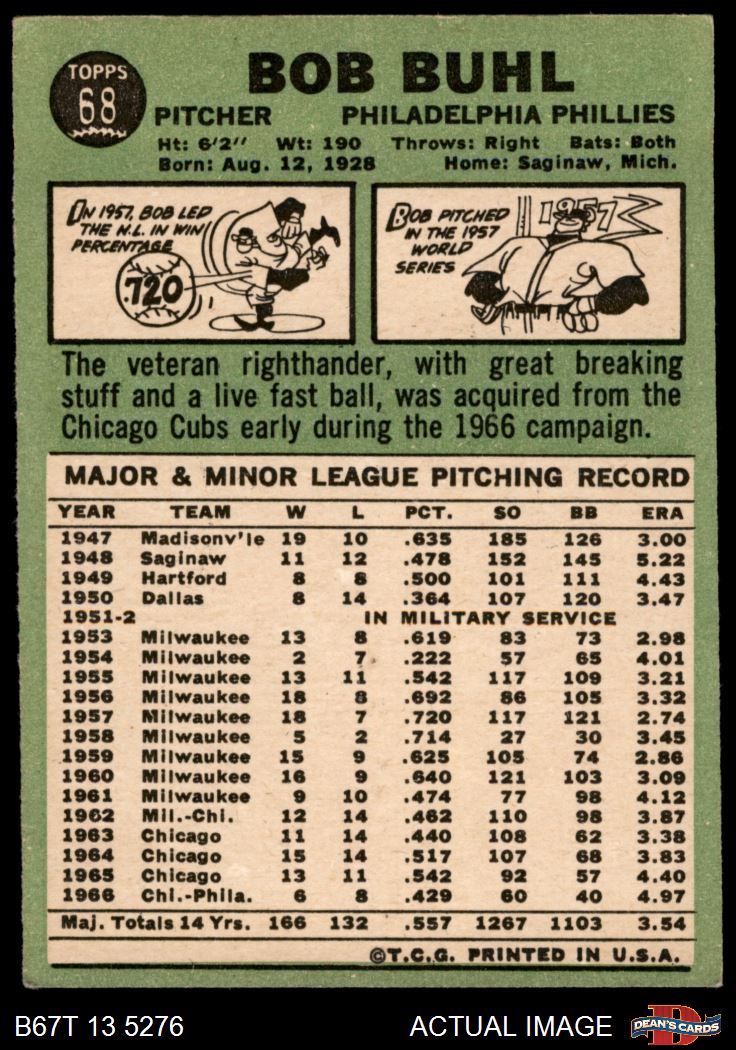 TOPPS
68
BOB BUHL
PITCHER PHILADELPHIA PHILLIES
Ht: 6'2" Wt: 190 Throws: Right Bats: Both
Born: Aug. 12, 1928 Home: Saginaw, Mich.
IN 1957, BOB LED
THE N.L. IN WIN
PERCENTAGE
.720
BOB PITCHED
IN THE 1957
WORLD
SERIES
1957
The veteran righthander, with great breaking
stuff and a live fast ball, was acquired from the
Chicago Cubs early during the 1966 campaign.
MAJOR & MINOR LEAGUE PITCHING RECORD
YEAR TEAM W L PCT. SO BB ERA
1947 Madisonv'le 19 10 .635 185 126 3.00
1948 Saginaw 11 12 .478 152 145 5.22
1949 Hartford 8 8 .500 101 111 4.43
1950 Dallas 8 14 .364 107 120 3.47
1951-2 IN MILITARY SERVICE
1953 Milwaukee 13 8 .619 83 73 2.98
1954 Milwaukee 2 7 .222 57 65 4.01
1955 Milwaukee 13 11 .542 117 109 3.21
1956 Milwaukee 18 8 .692 86 105 3.32
1957 Milwaukee 18 7 .720 117 121 2.74
1958 Milwaukee 5 2 .714 27 30 3.45
1959 Milwaukee 15 9 .625 105 74 2.86
1960 Milwaukee 16 9 .640 121 103 3.09
1961 Milwaukee 9 10 .474 77 98 4.12
1962 Mil.-Chi. 12 14 .462 110 98 3.87
1963 Chicago 11 14 .440 108 62 3.38
1964 Chicago 15 14 .517 107 68 3.83
1965 Chicago 13 11 .542 92 57 4.40
1966 Chi.-Phila. 6 8 .429 60 40 4.97
Maj. Totals 14 Yrs. 166 132 .557 1267 1103 3.54
©T.C.G. PRINTED IN U.S.A.
B67T 13 5276 ACTUAL IMAGE
D
DEAN'S CARDS